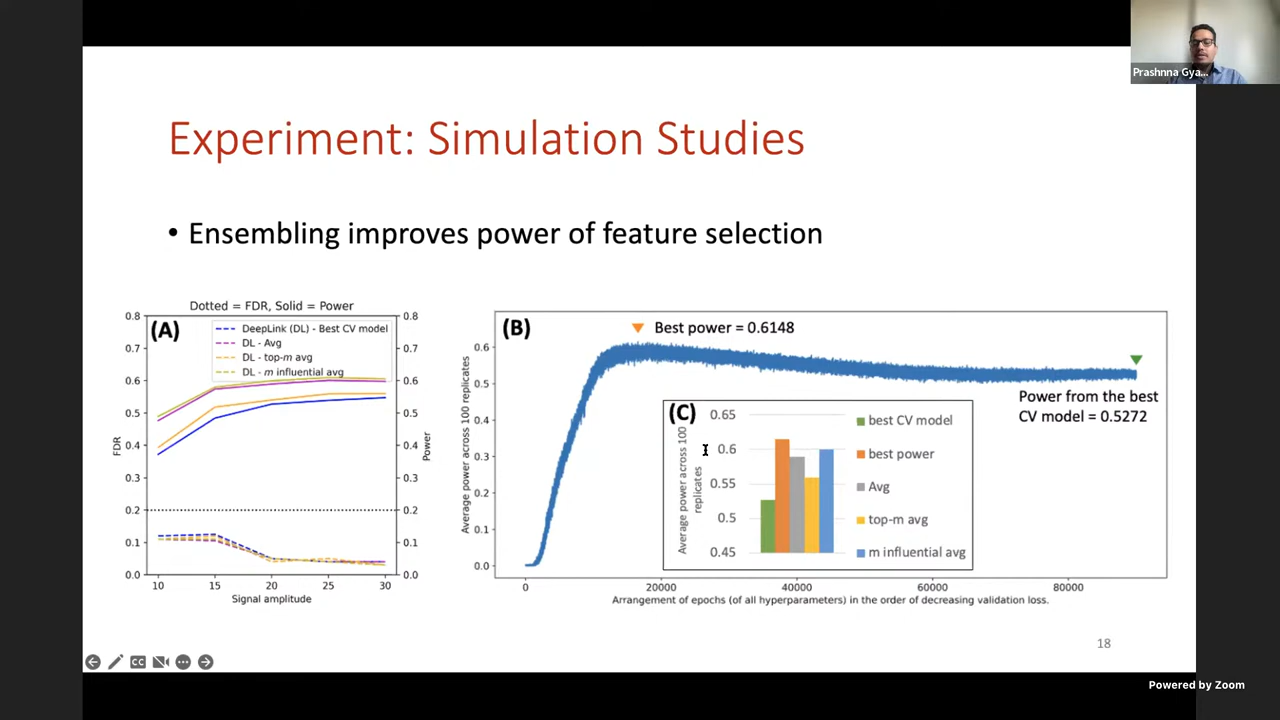 Prashnna Gya...
Experiment: Simulation Studies
• Ensembling improves power of feature selection
Dotted = FDR, Solid = Power
(A)
DeepLink (DL) - Best CV model
DL - Avg
DL - top-m avg
DL - m influential avg
0.8
0.7
0.6
0.5
0.4
0.3
0.2
0.1
0.0
FDR
0.8
0.7
0.6
0.5
0.4
0.3
0.2
0.1
0.0
Power
10 15 20 25 30
Signal amplitude
(B)
Best power = 0.6148
Power from the best
CV model = 0.5272
0.6
0.5
0.4
0.3
0.2
0.1
0.0
Average power across 100 replicates
0 20000 40000 60000 80000
Arrangement of epochs (of all hyperparameters) in the order of decreasing validation loss.
(C)
Average power across 100
replicates
0.65
0.6
0.55
0.5
0.45
best CV model
best power
Avg
top-m avg
m influential avg
18
CC
Powered by Zoom